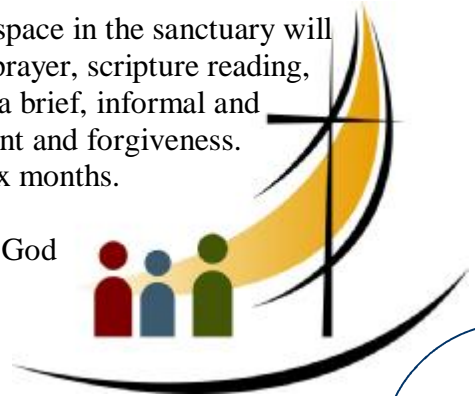 space in the sanctuary will
prayer, scripture reading,
a brief, informal and
nt and forgiveness.
x months.
God